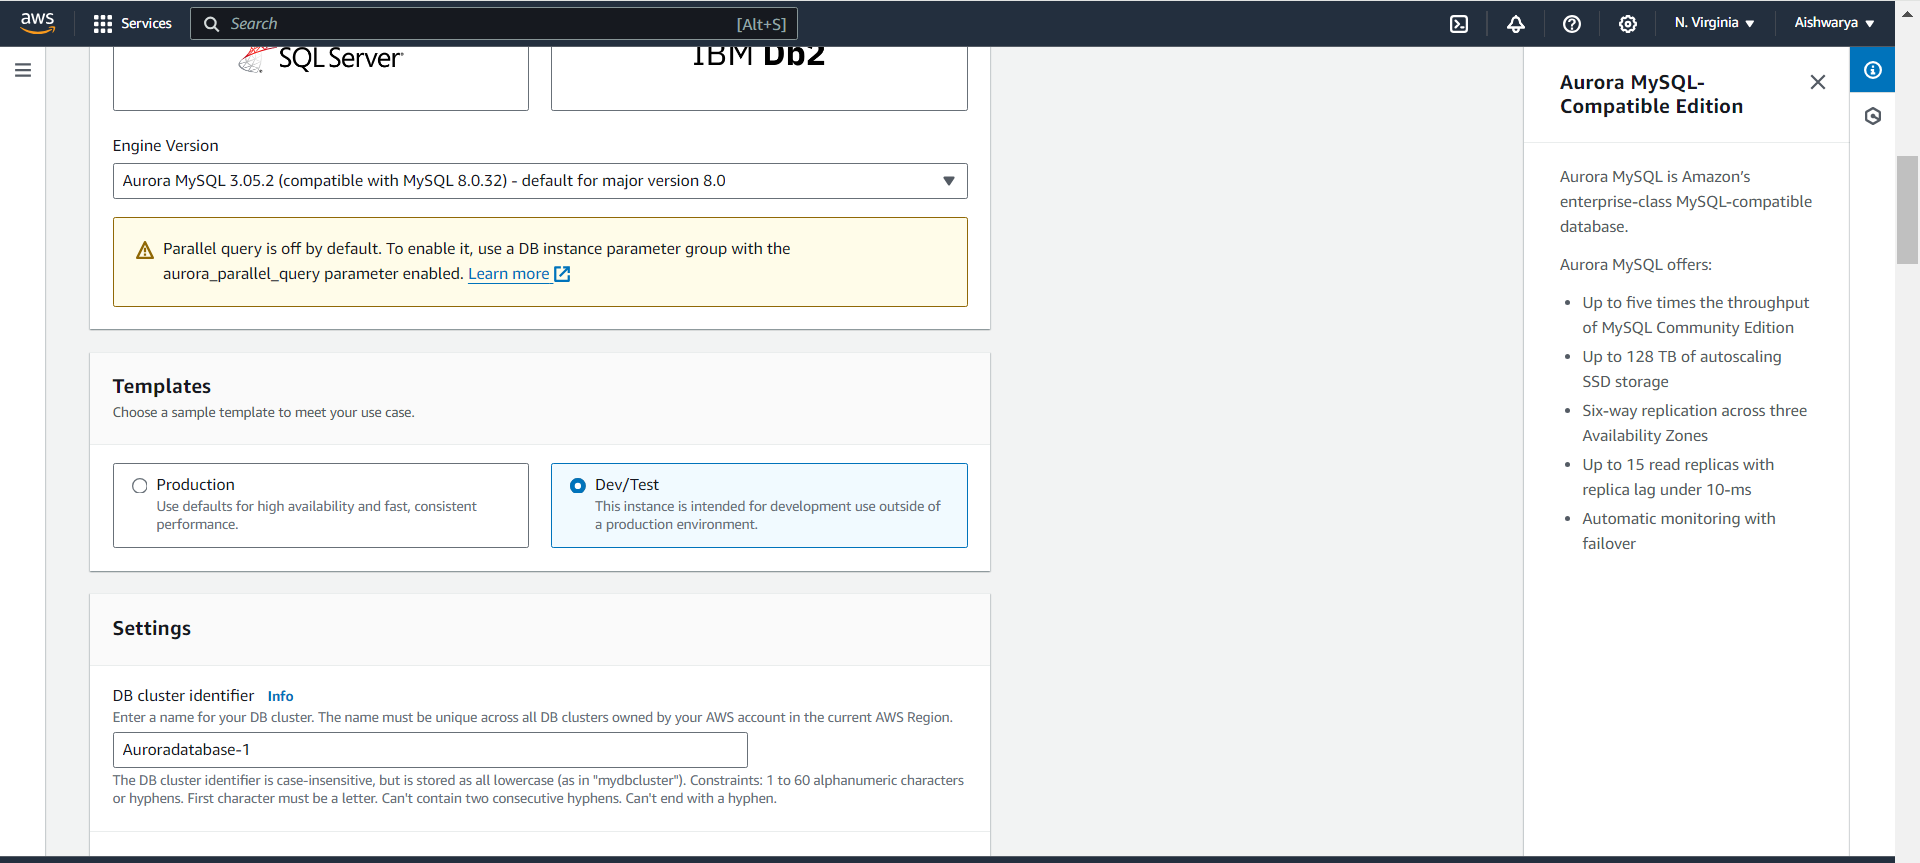 aws
Services
Search
[Alt+S]
N. Virginia
Aishwarya
SQL Server
IBM Db2
Engine Version
Aurora MySQL 3.05.2 (compatible with MySQL 8.0.32) - default for major version 8.0
Parallel query is off by default. To enable it, use a DB instance parameter group with the
aurora_parallel_query parameter enabled. Learn more
Templates
Choose a sample template to meet your use case.
Production
Use defaults for high availability and fast, consistent
performance.
Dev/Test
This instance is intended for development use outside of
a production environment.
Settings
DB cluster identifier Info
Enter a name for your DB cluster. The name must be unique across all DB clusters owned by your AWS account in the current AWS Region.
Auroradatabase-1
The DB cluster identifier is case-insensitive, but is stored as all lowercase (as in "mydbcluster"). Constraints: 1 to 60 alphanumeric characters
or hyphens. First character must be a letter. Can't contain two consecutive hyphens. Can't end with a hyphen.
Aurora MySQL-
Compatible Edition
Aurora MySQL is Amazon’s
enterprise-class MySQL-compatible
database.
Aurora MySQL offers:
• Up to five times the throughput
of MySQL Community Edition
• Up to 128 TB of autoscaling
SSD storage
• Six-way replication across three
Availability Zones
• Up to 15 read replicas with
replica lag under 10-ms
• Automatic monitoring with
failover